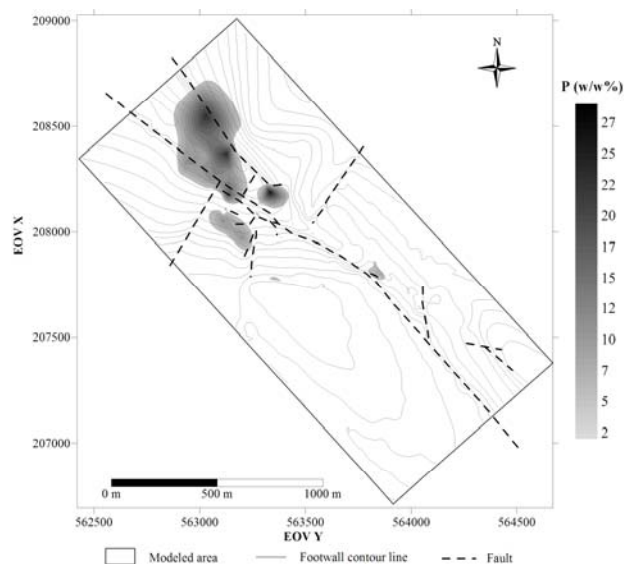 209000
208500
208000
207500
207000
EOV X
N
P (w/w%)
27
25
22
20
17
15
12
10
7
5
2
0 m 500 m 1000 m
562500 563000 563500 564000 564500
EOV Y
Modeled area Footwall contour line Fault